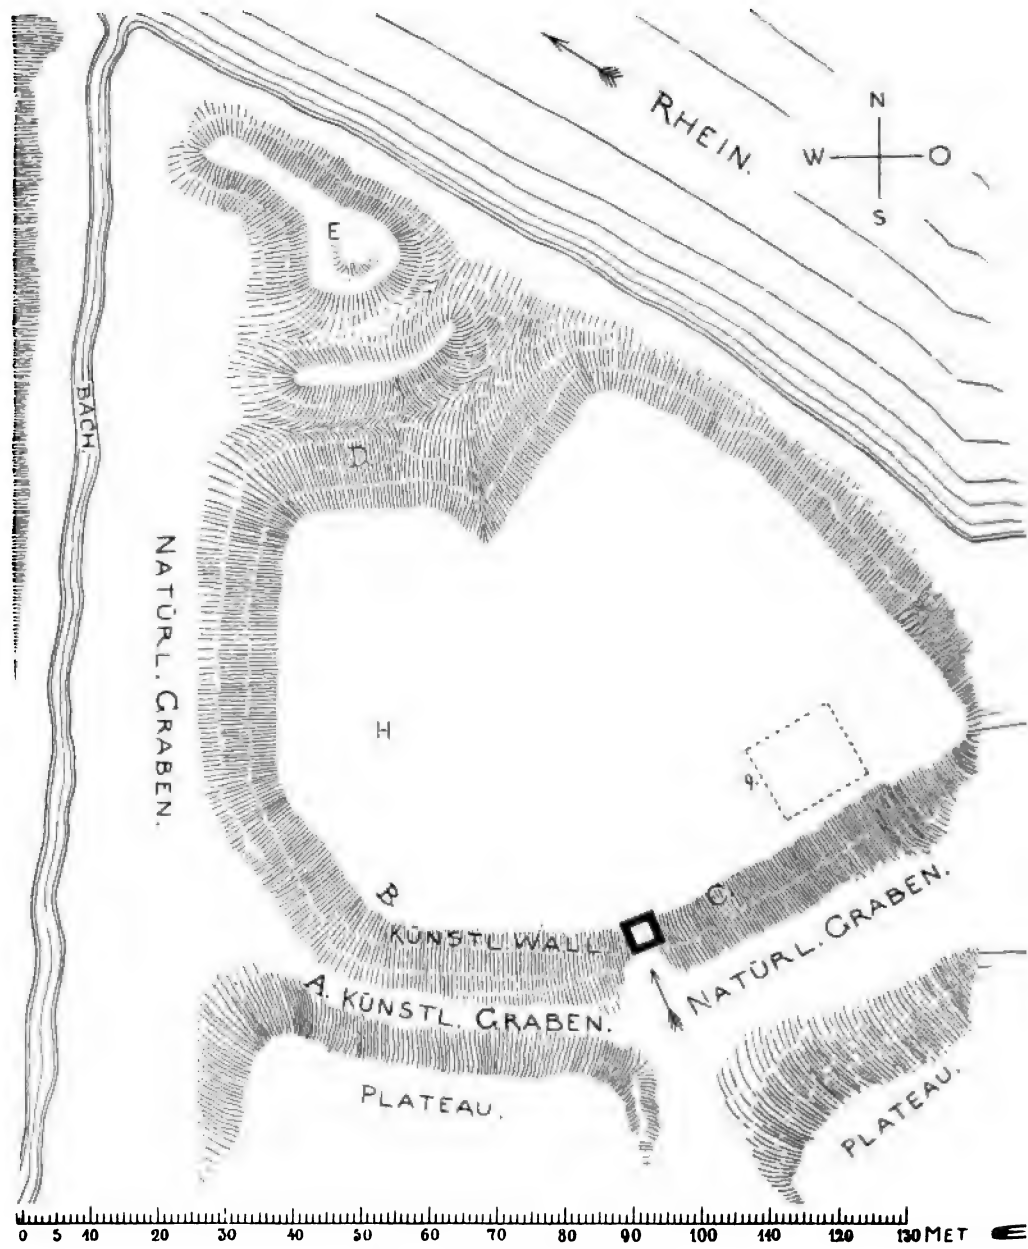 RHEIN.
N
W O
S
E
BACH.
D
NATÜRL. GRABEN.
H
9.
B
C
KÜNSTL. WALL
NATÜRL. GRABEN.
A. KÜNSTL. GRABEN.
PLATEAU.
PLATEAU.
0 5 10 20 30 40 50 60 70 80 90 100 110 120 130 MET